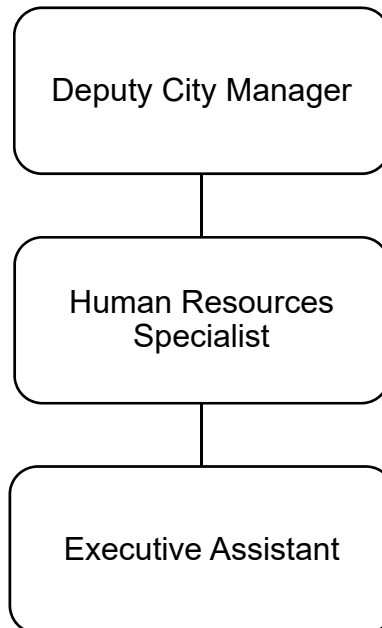 Deputy City Manager
Human Resources
Specialist
Executive Assistant